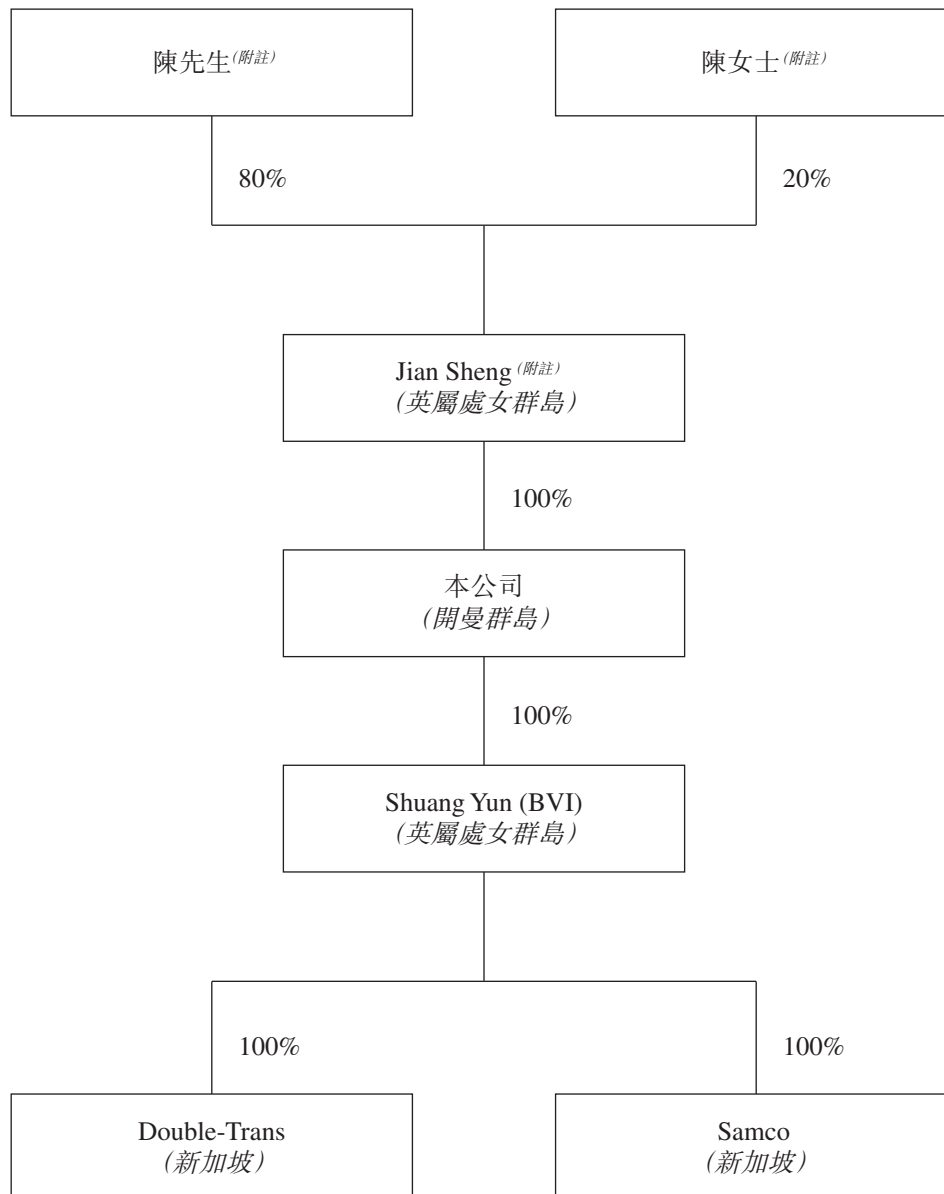 陳先生(附註)
陳女士(附註)
80%
20%
Jian Sheng(附註)
(英屬處女群島)
100%
本公司
(開曼群島)
100%
Shuang Yun (BVI)
(英屬處女群島)
100%
100%
Double-Trans
(新加坡)
Samco
(新加坡)